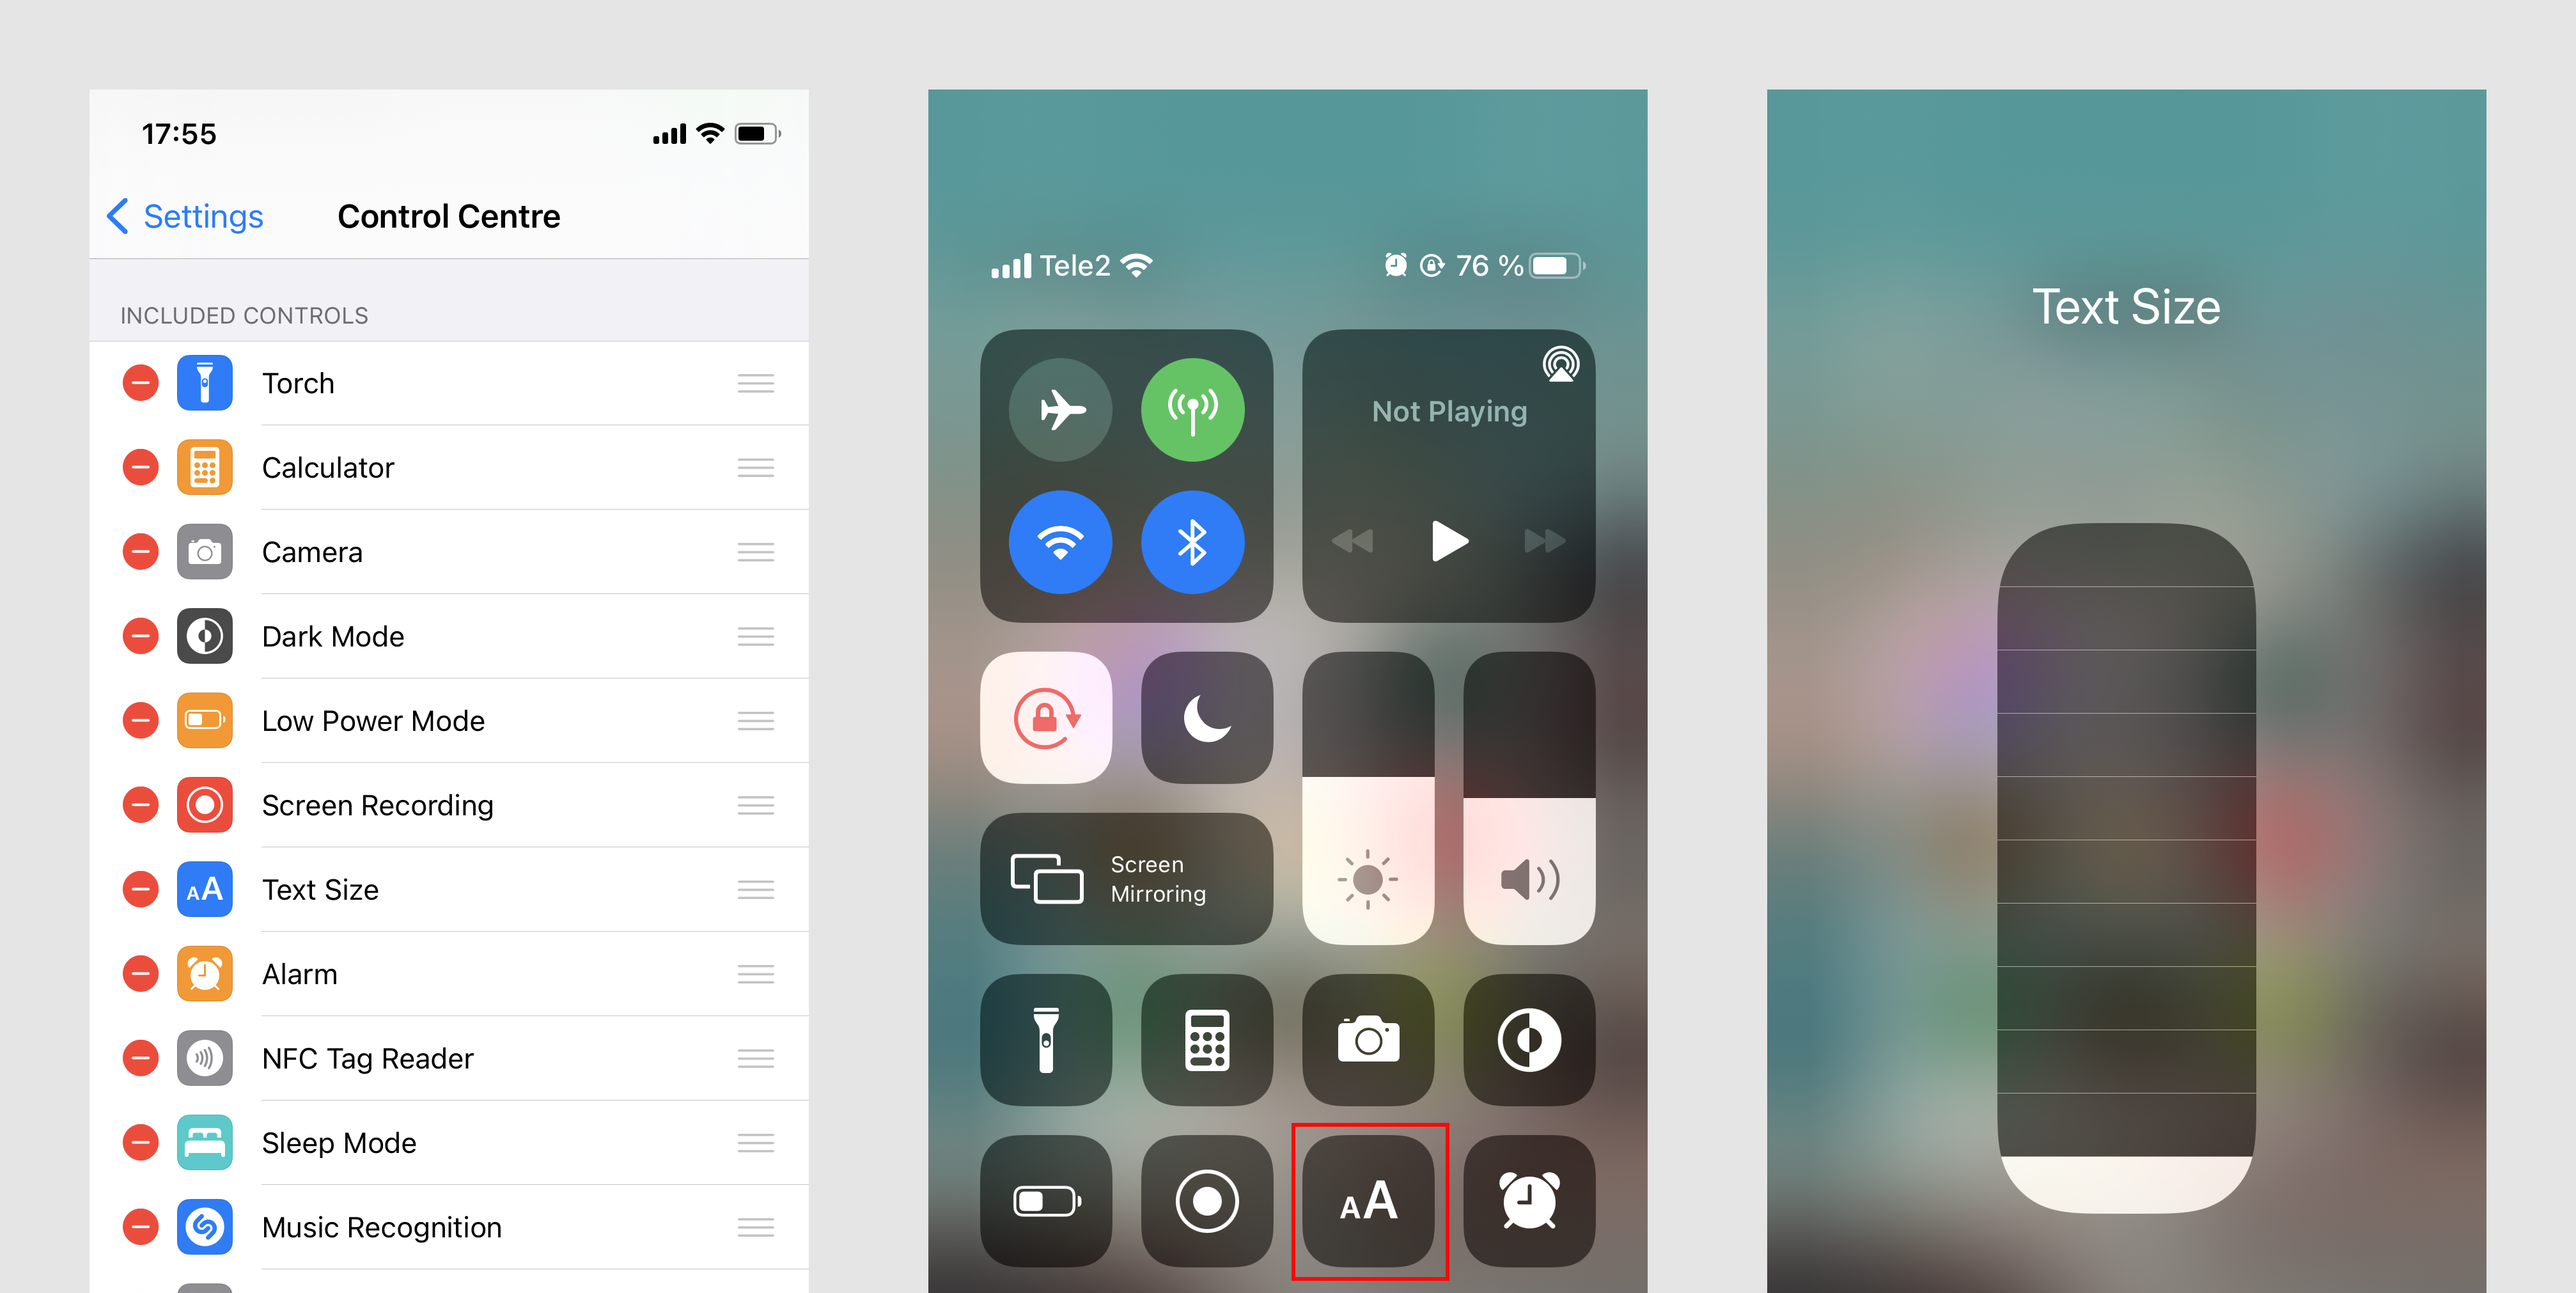 17:55
Settings
Control Centre
INCLUDED CONTROLS
Torch
Calculator
Camera
Dark Mode
Low Power Mode
Screen Recording
AA Text Size
Alarm
NFC Tag Reader
Sleep Mode
Music Recognition
Tele2
76 %
Not Playing
Screen
Mirroring
AA
Text Size